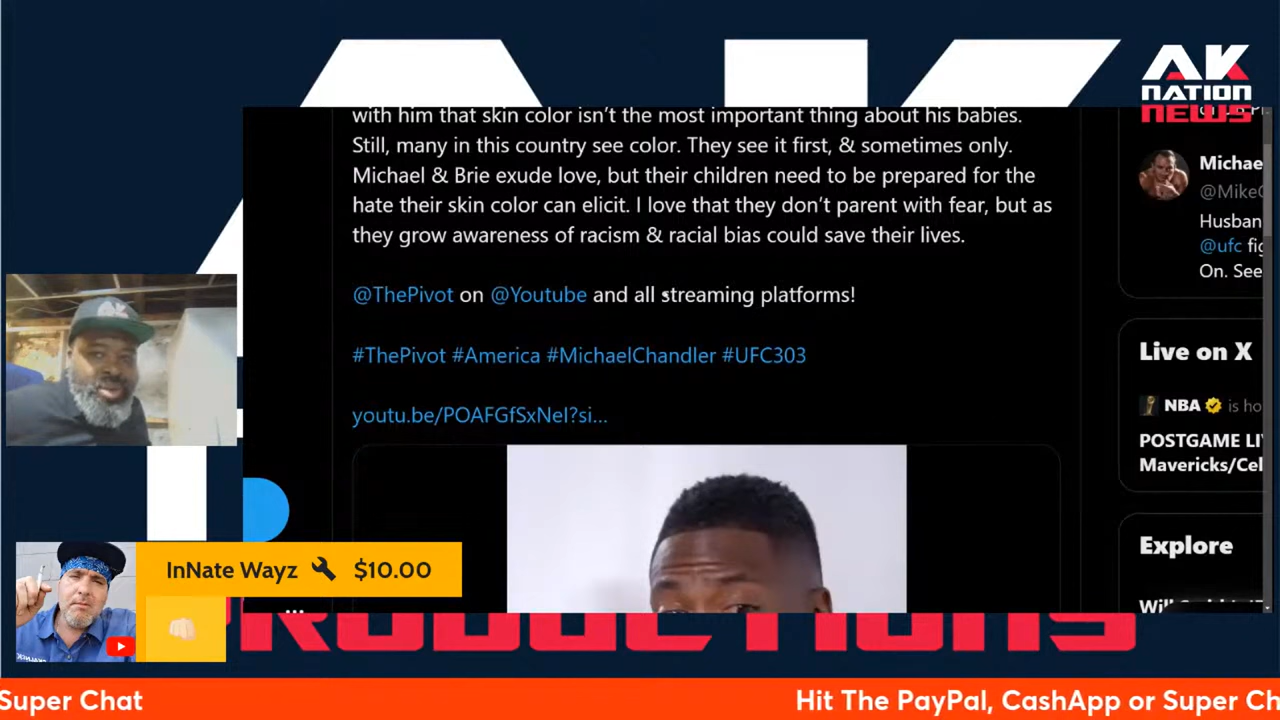 AK
NATION
NEWS
with him that skin color isn't the most important thing about his babies.
Still, many in this country see color. They see it first, & sometimes only.
Michael & Brie exude love, but their children need to be prepared for the
hate their skin color can elicit. I love that they don't parent with fear, but as
they grow awareness of racism & racial bias could save their lives.
@ThePivot on @Youtube and all streaming platforms!
#ThePivot #America #MichaelChandler #UFC303
youtu.be/POAFGfSxNeI?si...
Michae
@Mike
Husban
@ufc fig
On. See
Live on X
NBA is ho
POSTGAME LI
Mavericks/Cel
Explore
InNate Wayz $10.00
PRODUCTIONS
Super Chat
Hit The PayPal, CashApp or Super Ch